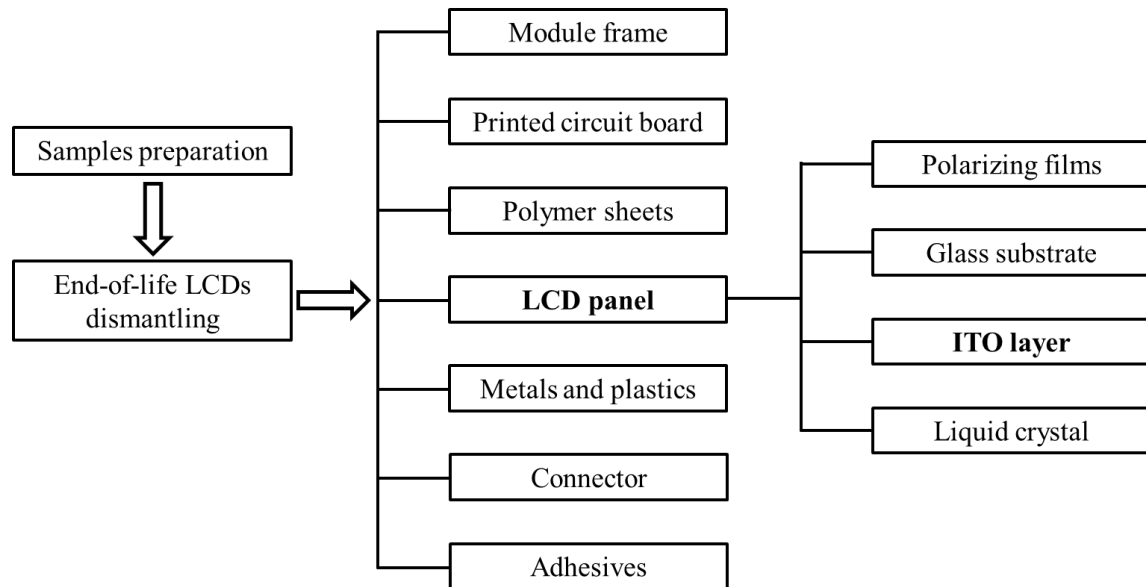 Samples preparation
End-of-life LCDs
dismantling
Module frame
Printed circuit board
Polymer sheets
LCD panel
Metals and plastics
Connector
Adhesives
Polarizing films
Glass substrate
ITO layer
Liquid crystal